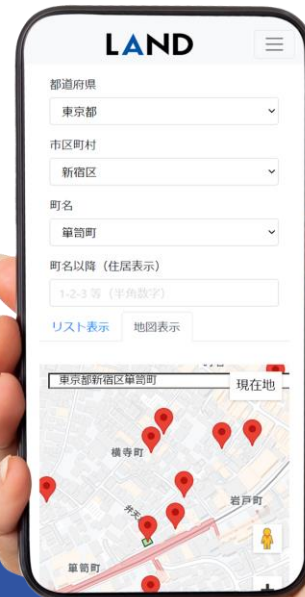 LAND
都道府県
東京都
市区町村
新宿区
町名
箪笥町
町名以降（住居表示）
1-2-3 等（半角数字）
リスト表示 地図表示
東京都新宿区箪笥町
現在地
横寺町
岩戸町
弁天
箪笥町